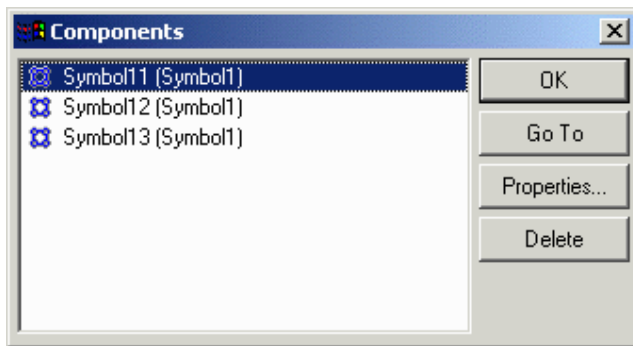 Components
Symbol11 (Symbol1)
Symbol12 (Symbol1)
Symbol13 (Symbol1)
OK
Go To
Properties...
Delete